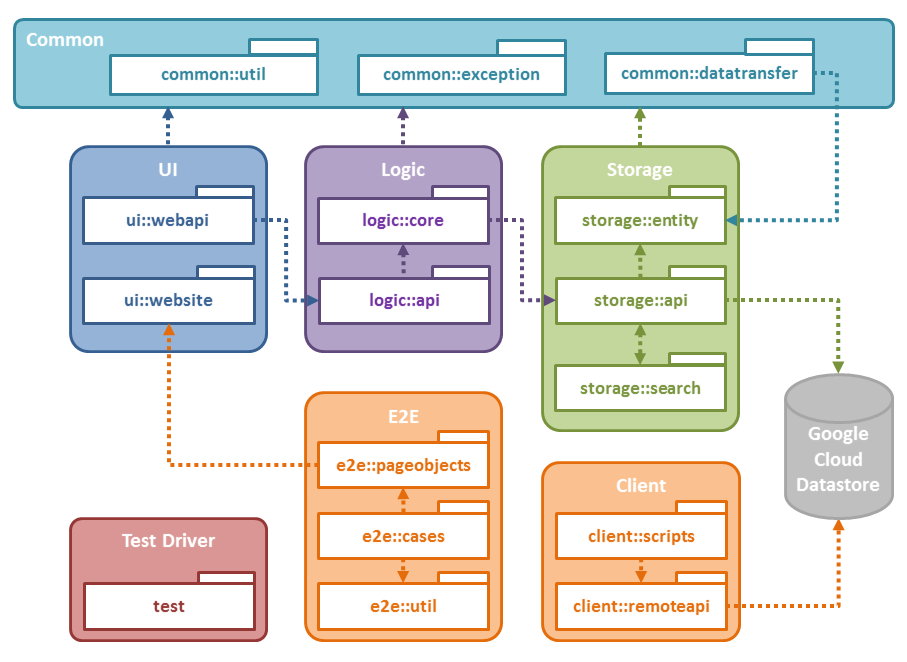 Common
common::util
common::exception
common::datatransfer
UI
ui::webapi
ui::website
Logic
logic::core
logic::api
Storage
storage::entity
storage::api
storage::search
Google
Cloud
Datastore
E2E
e2e::pageobjects
e2e::cases
e2e::util
Client
client::scripts
client::remoteapi
Test Driver
test